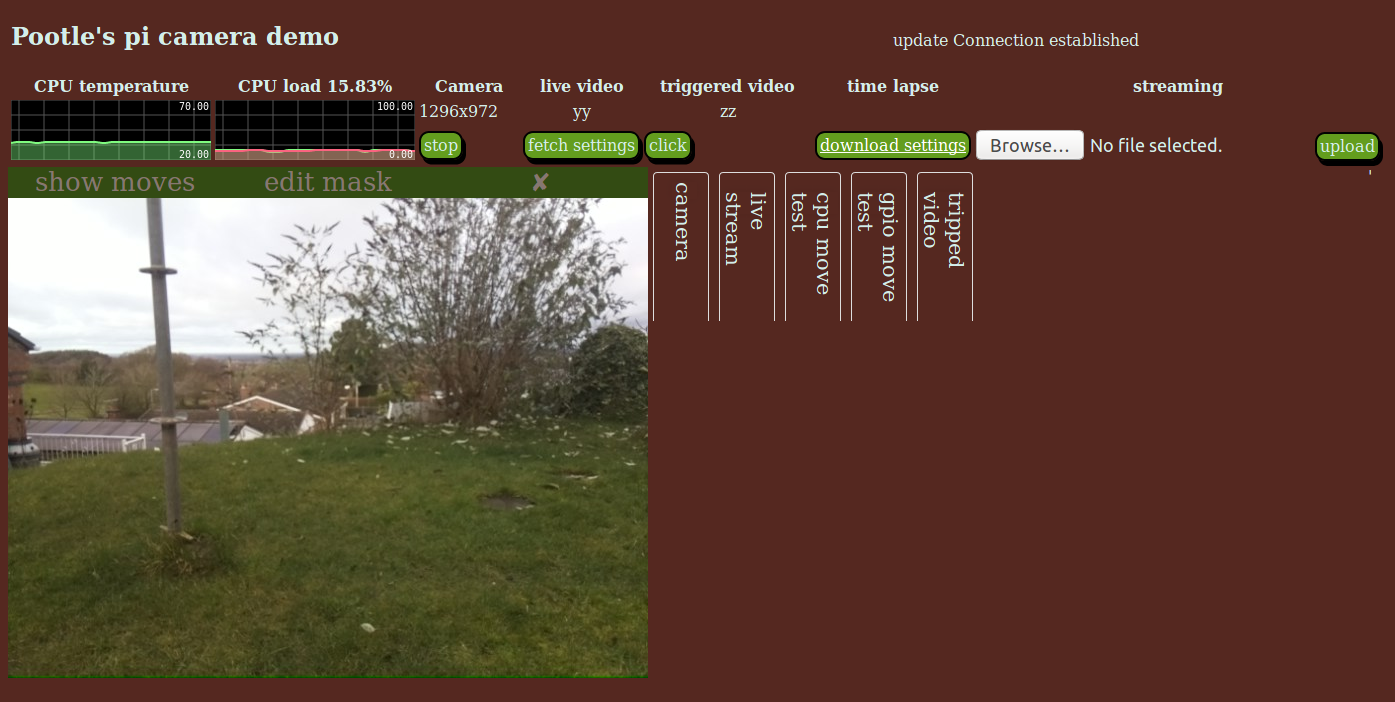 Pootle's pi camera demo
update Connection established
CPU temperature CPU load 15.83% Camera live video triggered video time lapse streaming
70.00 100.00 1296x972 yy zz
20.00 0.00 stop fetch settings click download settings Browse... No file selected. upload
show moves edit mask ✘
camera
live
stream
cpu move
test
gpio move
test
tripped
video